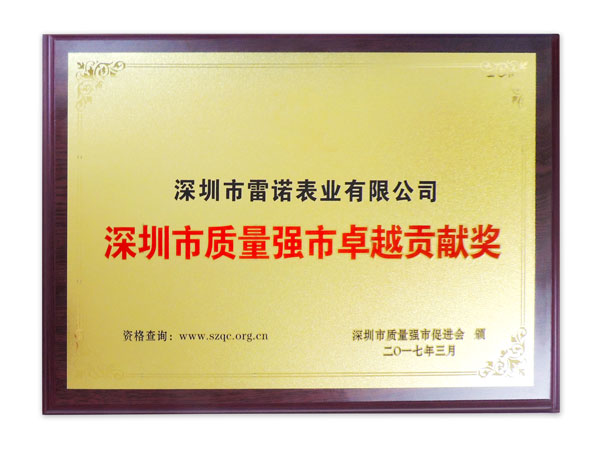 深圳市雷诺表业有限公司
深圳市质量强市卓越贡献奖
资格查询：www.szqc.org.cn
深圳市质量强市促进会 颁
二〇一七年三月